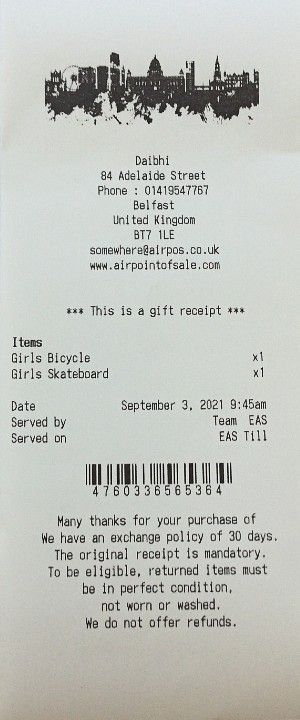 Daibhi
84 Adelaide Street
Phone : 01419547767
Belfast
United Kingdom
BT7 1LE
somewhere@airpos.co.uk
www.airpointofsale.com
*** This is a gift receipt ***
Items
Girls Bicycle x1
Girls Skateboard x1
Date September 3, 2021 9:45am
Served by Team EAS
Served on EAS Till
4760336565364
Many thanks for your purchase of
We have an exchange policy of 30 days.
The original receipt is mandatory.
To be eligible, returned items must
be in perfect condition,
not worn or washed.
We do not offer refunds.